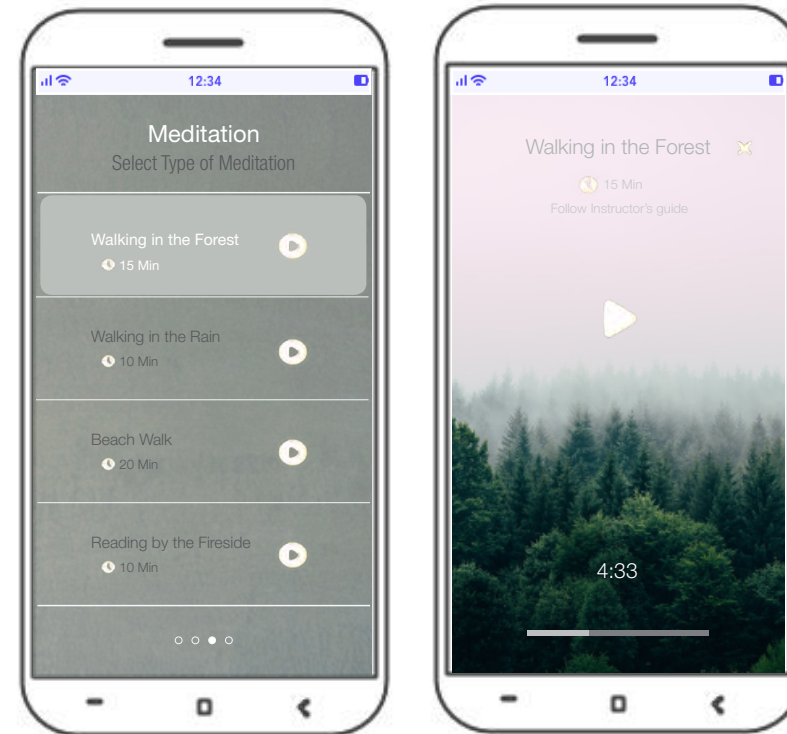 12:34
Meditation
Select Type of Meditation
Walking in the Forest
15 Min
Walking in the Rain
10 Min
Beach Walk
20 Min
Reading by the Fireside
10 Min
12:34
Walking in the Forest
15 Min
Follow Instructor's guide
4:33